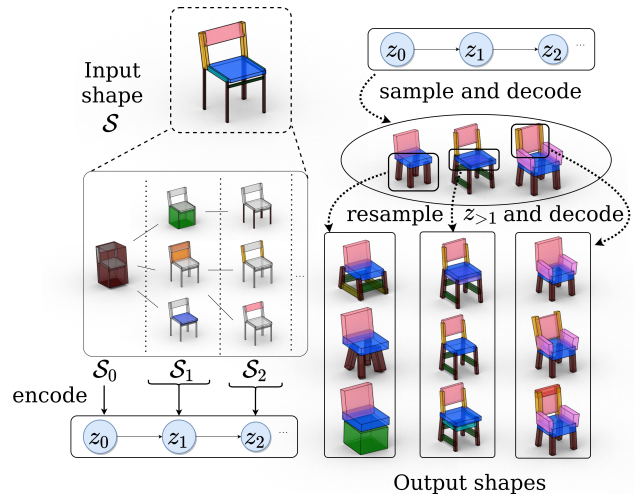 Input
shape
𝒮
z₀ z₁ z₂ ...
sample and decode
resample z>1 and decode
...
𝒮₀ 𝒮₁ 𝒮₂
encode
z₀ z₁ z₂ ...
Output shapes